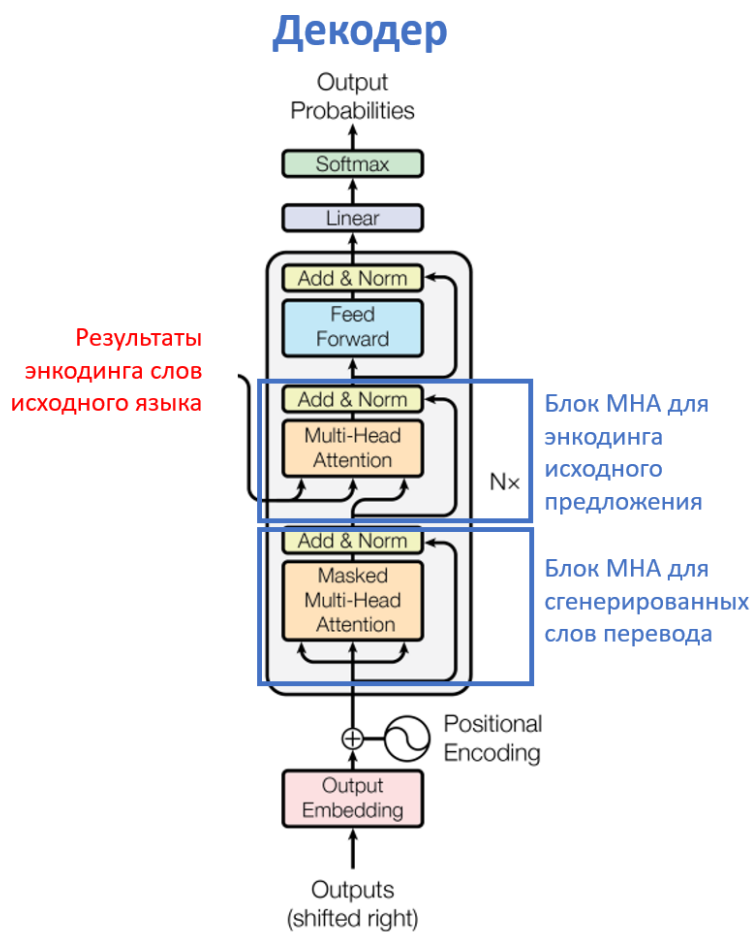 Декодер
Output
Probabilities
Softmax
Linear
Add & Norm
Feed
Forward
Результаты
энкодинга слов
исходного языка
Add & Norm
Multi-Head
Attention
Блок МНА для
энкодинга
исходного
предложения
N×
Add & Norm
Masked
Multi-Head
Attention
Блок МНА для
сгенерированных
слов перевода
Positional
Encoding
Output
Embedding
Outputs
(shifted right)